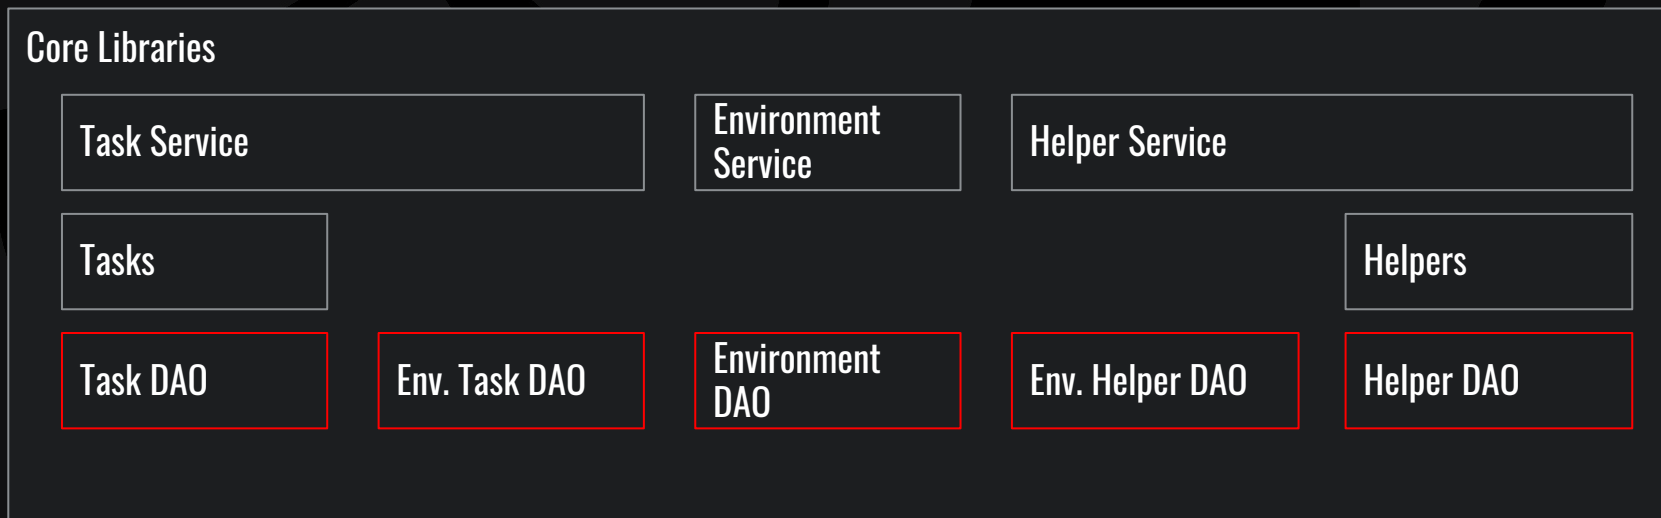 Core Libraries
Task Service
Environment
Service
Helper Service
Tasks
Helpers
Task DAO
Env. Task DAO
Environment
DAO
Env. Helper DAO
Helper DAO